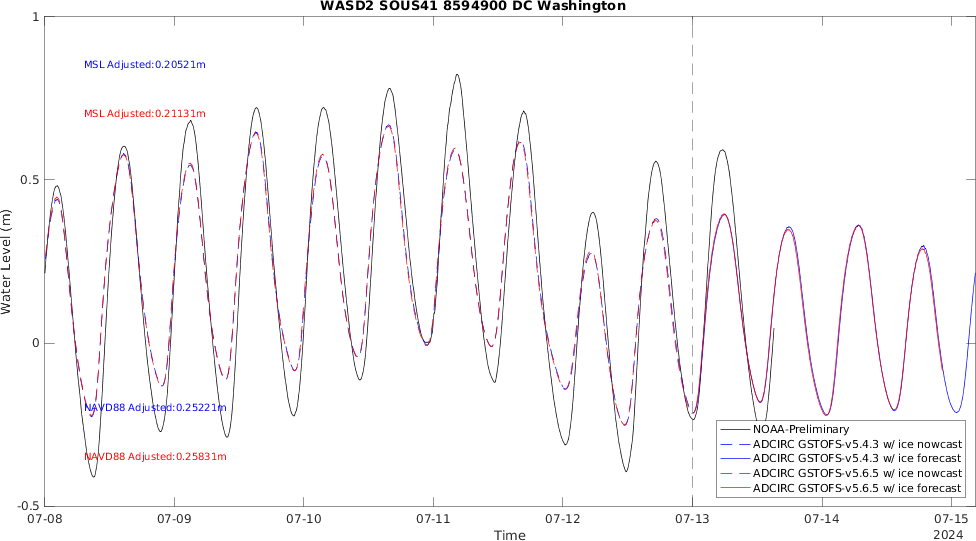 WASD2 SOUS41 8594900 DC Washington
1
MSL Adjusted:0.20521m
MSL Adjusted:0.21131m
0.5
Water Level (m)
0
NAVD88 Adjusted:0.25221m
NAVD88 Adjusted:0.25831m
NOAA-Preliminary
ADCIRC GSTOFS-v5.4.3 w/ ice nowcast
ADCIRC GSTOFS-v5.4.3 w/ ice forecast
ADCIRC GSTOFS-v5.6.5 w/ ice nowcast
ADCIRC GSTOFS-v5.6.5 w/ ice forecast
-0.5
07-08 07-09 07-10 07-11 07-12 07-13 07-14 07-15
Time
2024